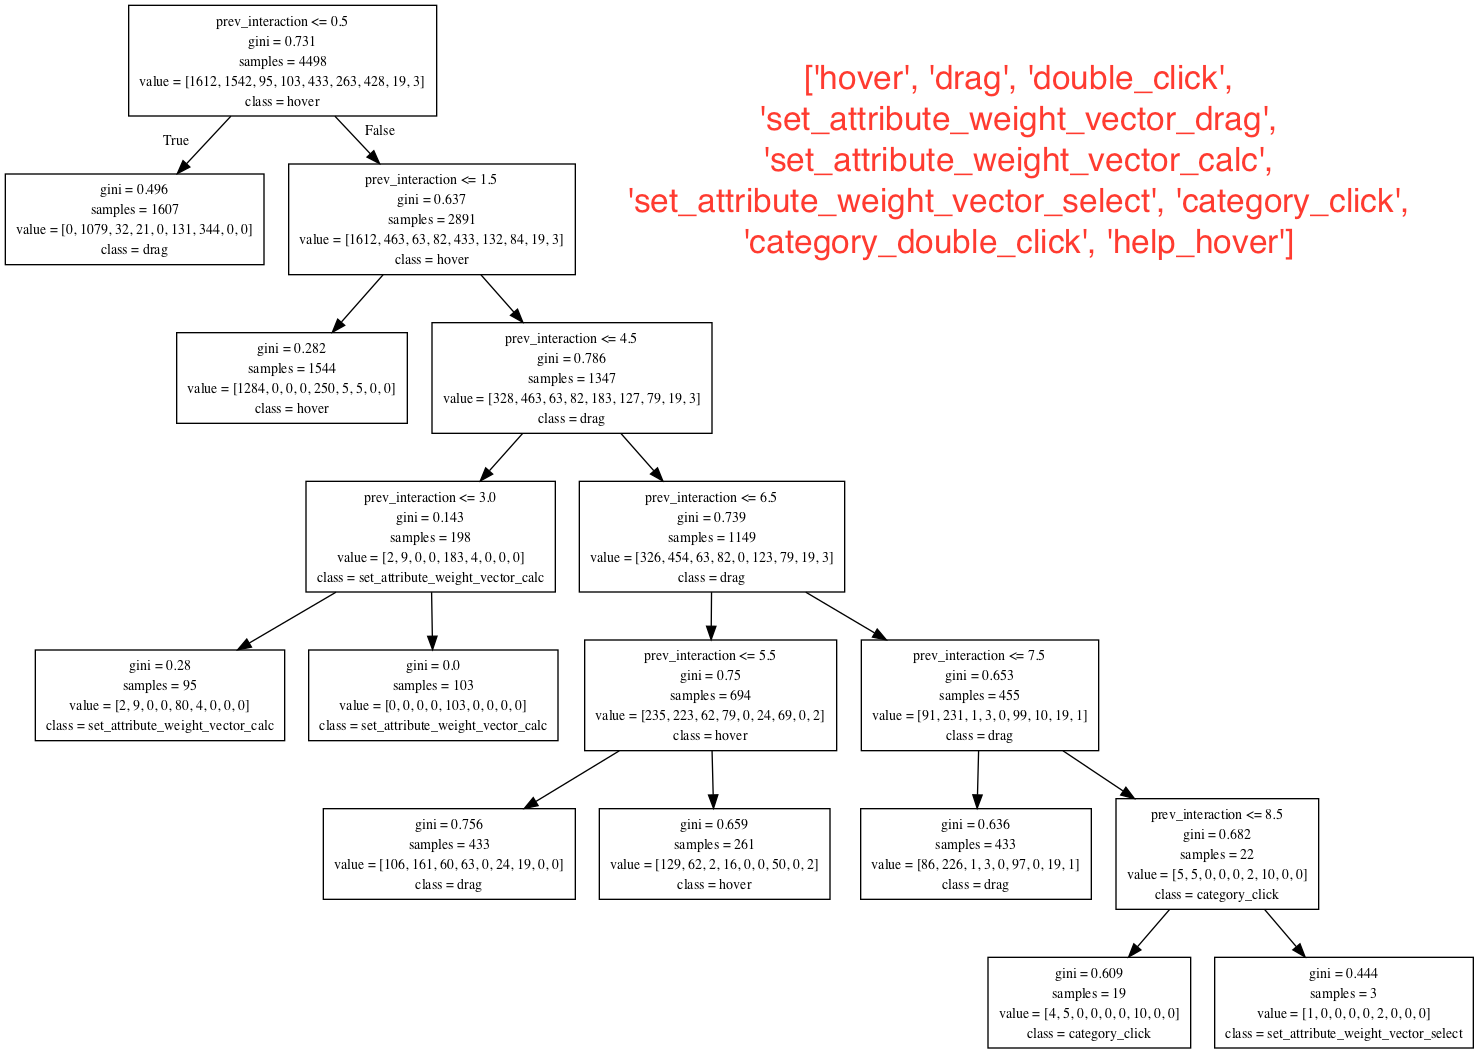 prev_interaction <= 0.5
gini = 0.731
samples = 4498
value = [1612, 1542, 95, 103, 433, 263, 428, 19, 3]
class = hover
['hover', 'drag', 'double_click',
'set_attribute_weight_vector_drag',
'set_attribute_weight_vector_calc',
'set_attribute_weight_vector_select', 'category_click',
'category_double_click', 'help_hover']
True
False
gini = 0.496
samples = 1607
value = [0, 1079, 32, 21, 0, 131, 344, 0, 0]
class = drag
prev_interaction <= 1.5
gini = 0.637
samples = 2891
value = [1612, 463, 63, 82, 433, 132, 84, 19, 3]
class = hover
gini = 0.282
samples = 1544
value = [1284, 0, 0, 0, 250, 5, 5, 0, 0]
class = hover
prev_interaction <= 4.5
gini = 0.786
samples = 1347
value = [328, 463, 63, 82, 183, 127, 79, 19, 3]
class = drag
prev_interaction <= 3.0
gini = 0.143
samples = 198
value = [2, 9, 0, 0, 183, 4, 0, 0, 0]
class = set_attribute_weight_vector_calc
prev_interaction <= 6.5
gini = 0.739
samples = 1149
value = [326, 454, 63, 82, 0, 123, 79, 19, 3]
class = drag
gini = 0.28
samples = 95
value = [2, 9, 0, 0, 80, 4, 0, 0, 0]
class = set_attribute_weight_vector_calc
gini = 0.0
samples = 103
value = [0, 0, 0, 0, 103, 0, 0, 0, 0]
class = set_attribute_weight_vector_calc
prev_interaction <= 5.5
gini = 0.75
samples = 694
value = [235, 223, 62, 79, 0, 24, 69, 0, 2]
class = hover
prev_interaction <= 7.5
gini = 0.653
samples = 455
value = [91, 231, 1, 3, 0, 99, 10, 19, 1]
class = drag
gini = 0.756
samples = 433
value = [106, 161, 60, 63, 0, 24, 19, 0, 0]
class = drag
gini = 0.659
samples = 261
value = [129, 62, 2, 16, 0, 0, 50, 0, 2]
class = hover
gini = 0.636
samples = 433
value = [86, 226, 1, 3, 0, 97, 0, 19, 1]
class = drag
prev_interaction <= 8.5
gini = 0.682
samples = 22
value = [5, 5, 0, 0, 0, 2, 10, 0, 0]
class = category_click
gini = 0.609
samples = 19
value = [4, 5, 0, 0, 0, 0, 10, 0, 0]
class = category_click
gini = 0.444
samples = 3
value = [1, 0, 0, 0, 0, 2, 0, 0, 0]
class = set_attribute_weight_vector_select